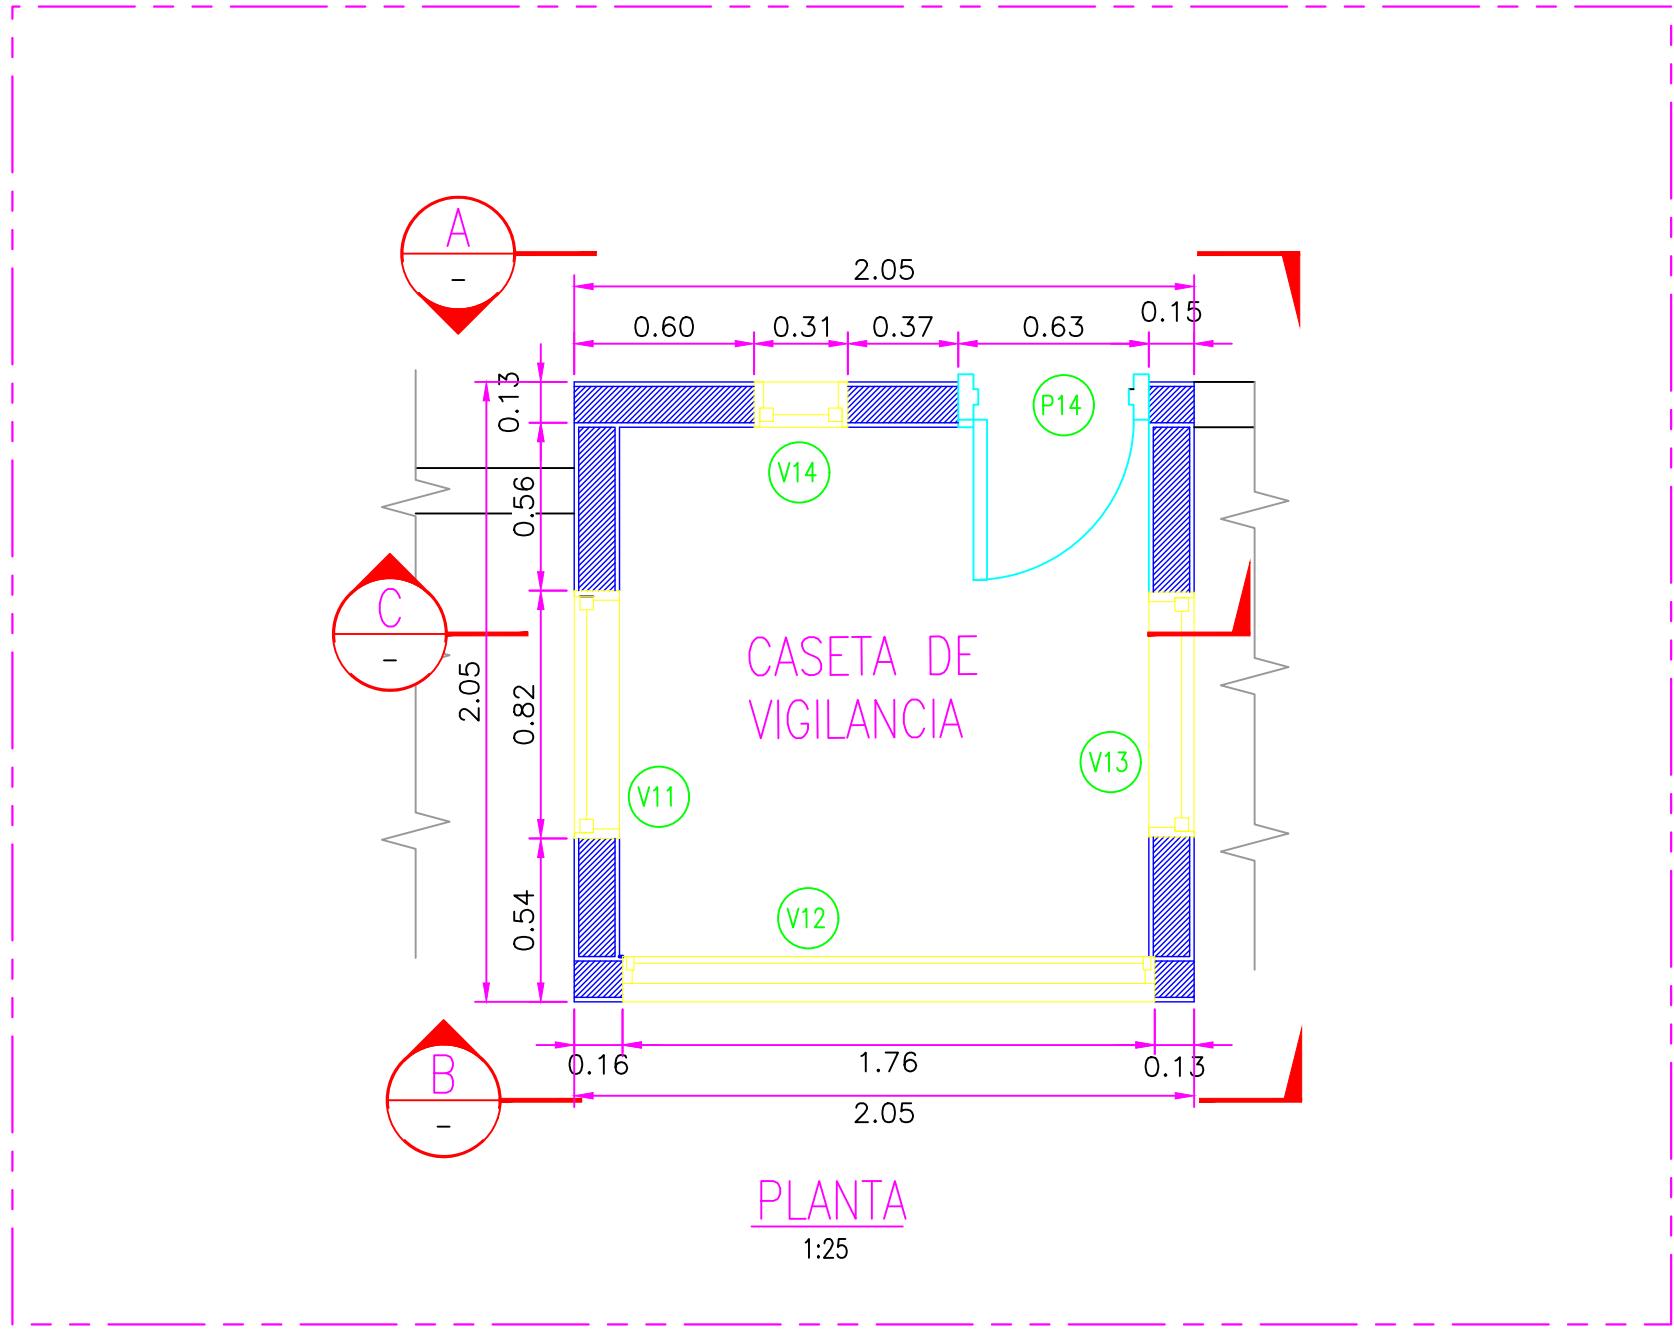 A
-
2.05
0.60 0.31 0.37 0.63 0.15
0.13
P14
V14
0.56
C
-
CASETA DE
VIGILANCIA
2.05
0.82
V13
V11
0.54
V12
0.16 1.76 0.13
B
-
2.05
PLANTA
1:25